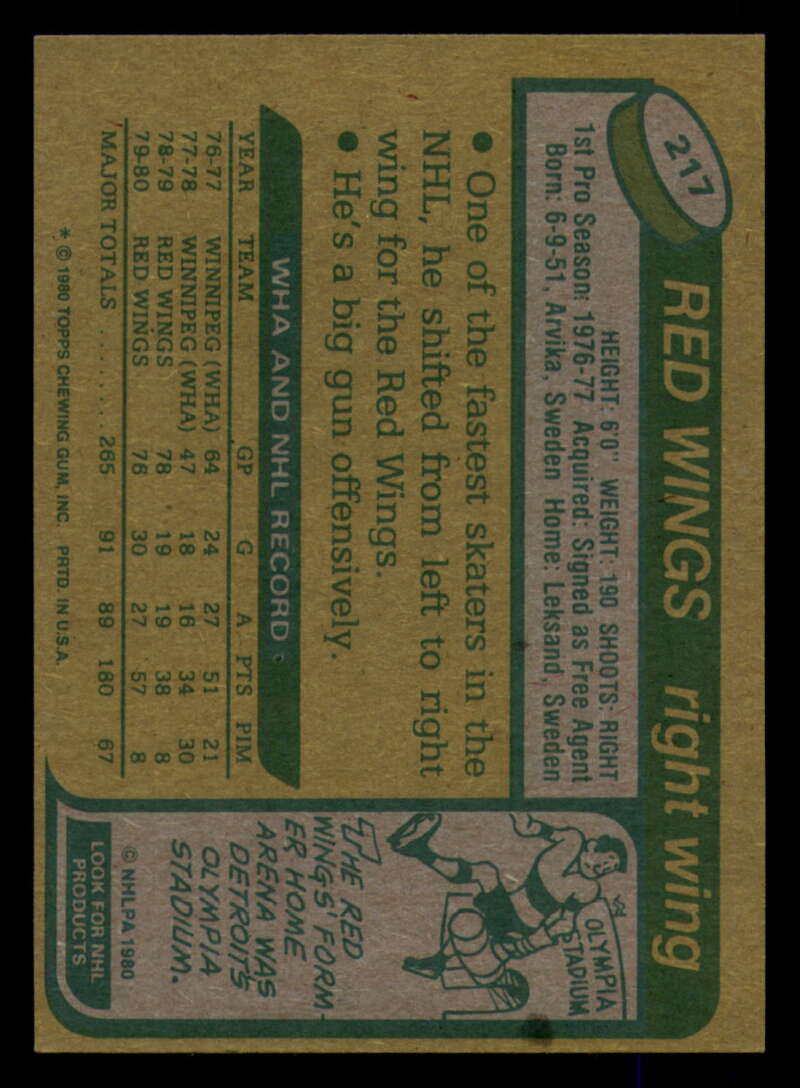 217
RED WINGS right wing
HEIGHT: 6'0" WEIGHT: 190 SHOOTS: RIGHT
1st Pro Season: 1976-77 Acquired: Signed as Free Agent
Born: 6-9-51, Arvika, Sweden Home: Leksand, Sweden
• One of the fastest skaters in the
NHL, he shifted from left to right
wing for the Red Wings.
• He's a big gun offensively.
WHA AND NHL RECORD
YEAR TEAM GP G A PTS PIM
76-77 WINNIPEG (WHA) 64 24 27 51 21
77-78 WINNIPEG (WHA) 47 18 16 34 30
78-79 RED WINGS 78 19 19 38 8
79-80 RED WINGS 76 30 27 57 8
MAJOR TOTALS ......... 265 91 89 180 67
* © 1980 TOPPS CHEWING GUM, INC. PRTD. IN U.S.A.
OLYMPIA
STADIUM
THE RED
WINGS' FORM-
ER HOME
ARENA WAS
DETROIT'S
OLYMPIA
STADIUM.
© NHLPA 1980
LOOK FOR NHL
PRODUCTS